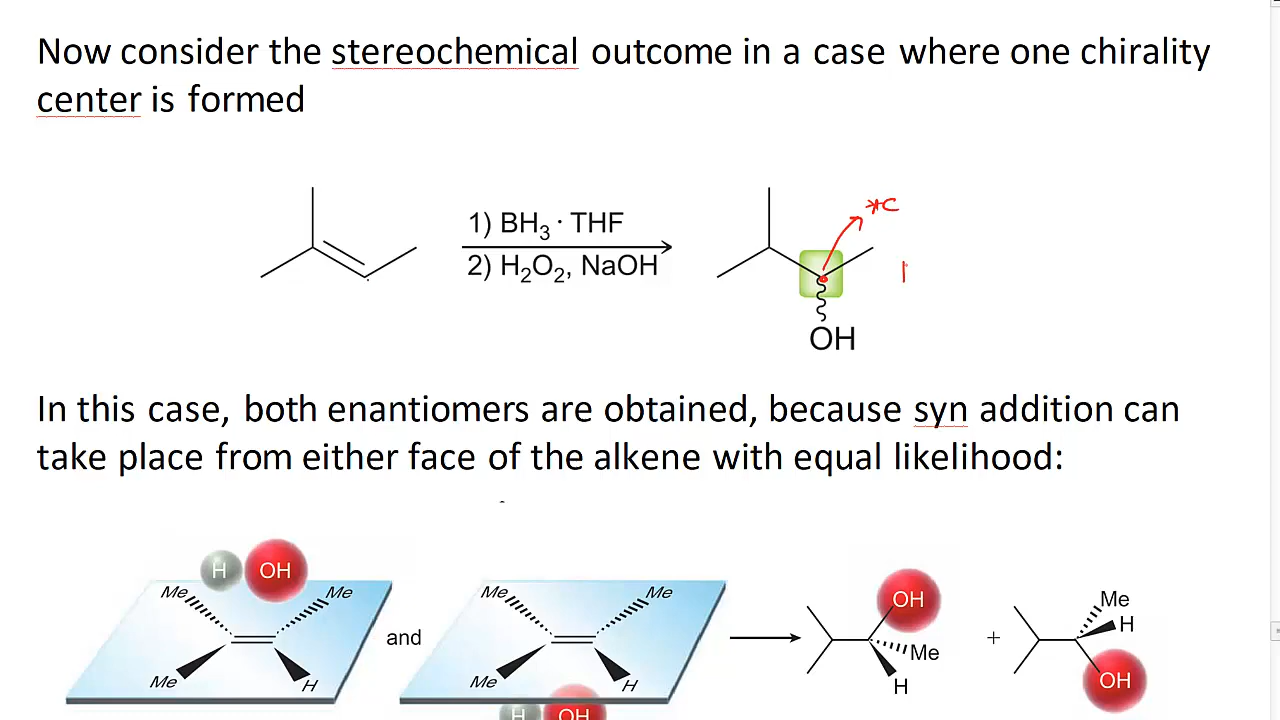 Now consider the stereochemical outcome in a case where one chirality
center is formed
1) BH3 · THF
2) H2O2, NaOH
*C
OH
In this case, both enantiomers are obtained, because syn addition can
take place from either face of the alkene with equal likelihood:
H OH
Me Me
Me H
and
Me Me
Me H
H OH
OH
Me
H
+
Me
H
OH